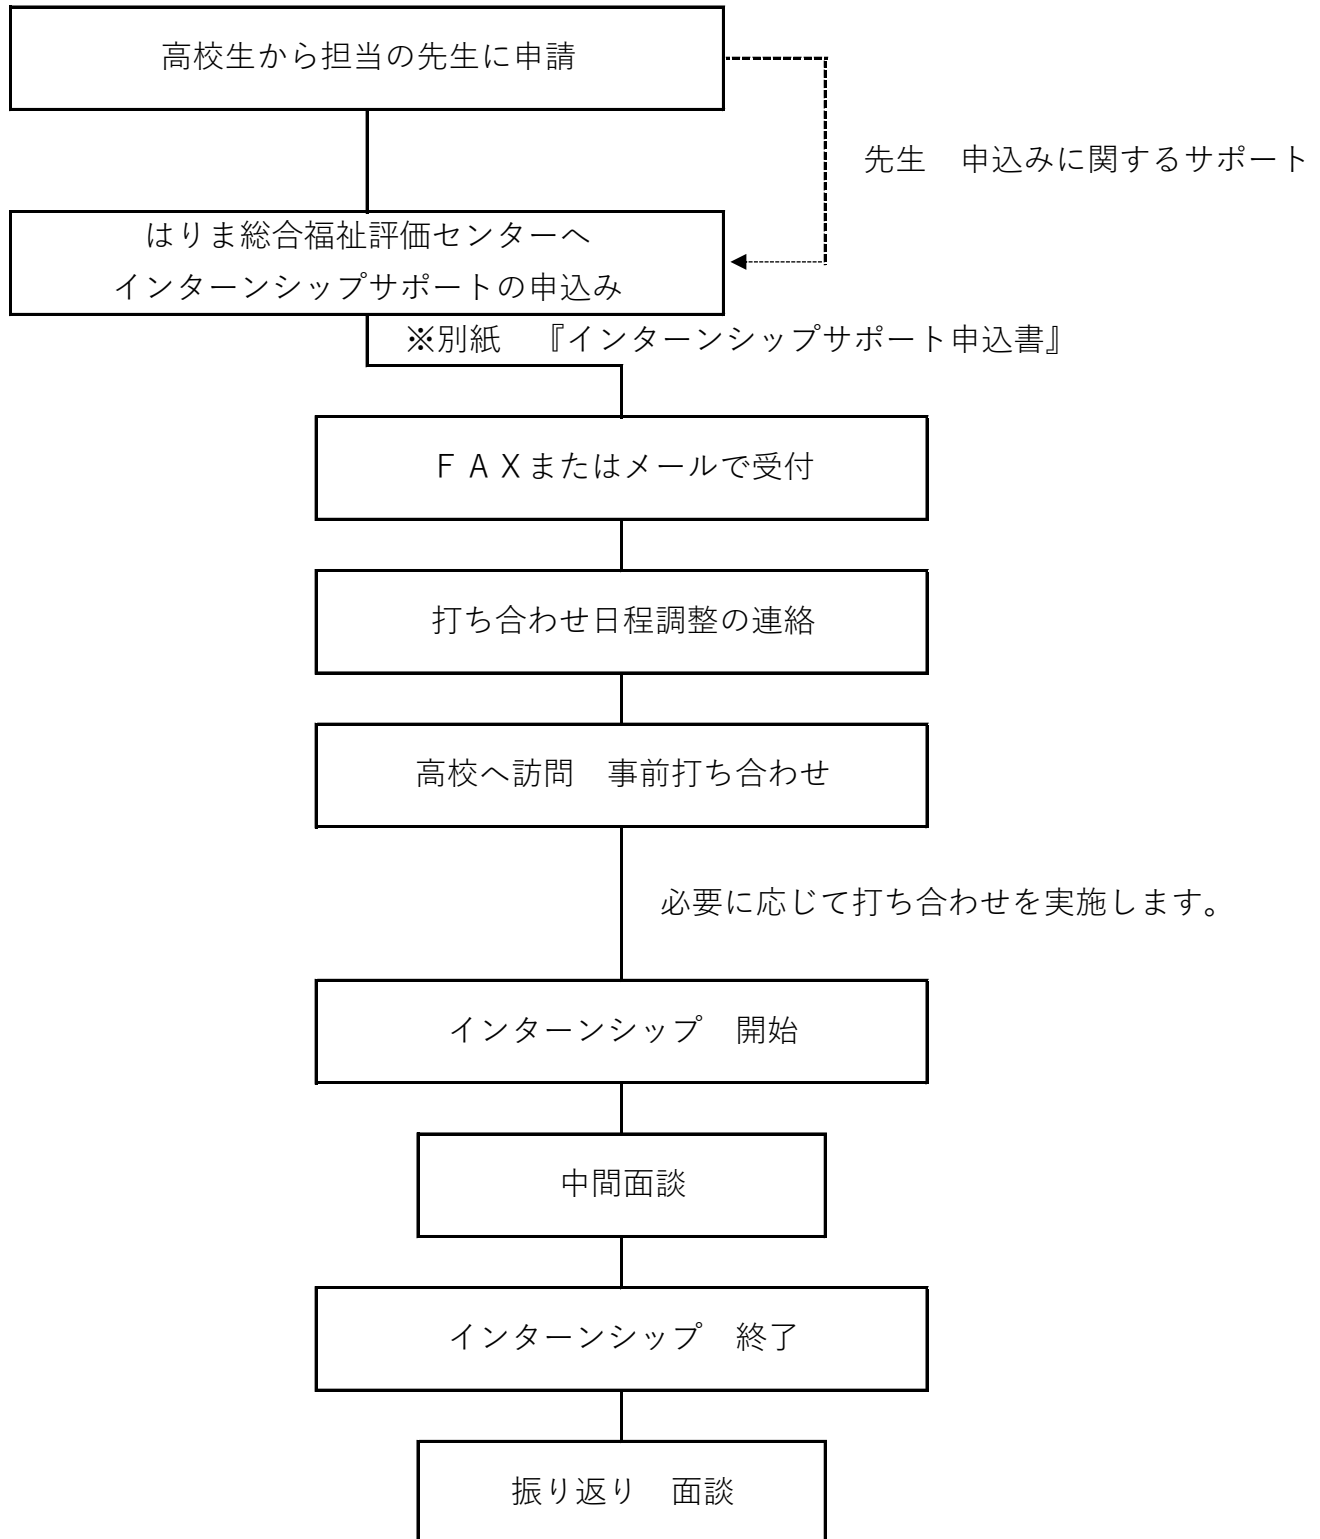 高校生から担当の先生に申請
先生　申込みに関するサポート
はりま総合福祉評価センターへ
インターンシップサポートの申込み
※別紙　『インターンシップサポート申込書』
ＦＡＸまたはメールで受付
打ち合わせ日程調整の連絡
高校へ訪問　事前打ち合わせ
必要に応じて打ち合わせを実施します。
インターンシップ　開始
中間面談
インターンシップ　終了
振り返り　面談